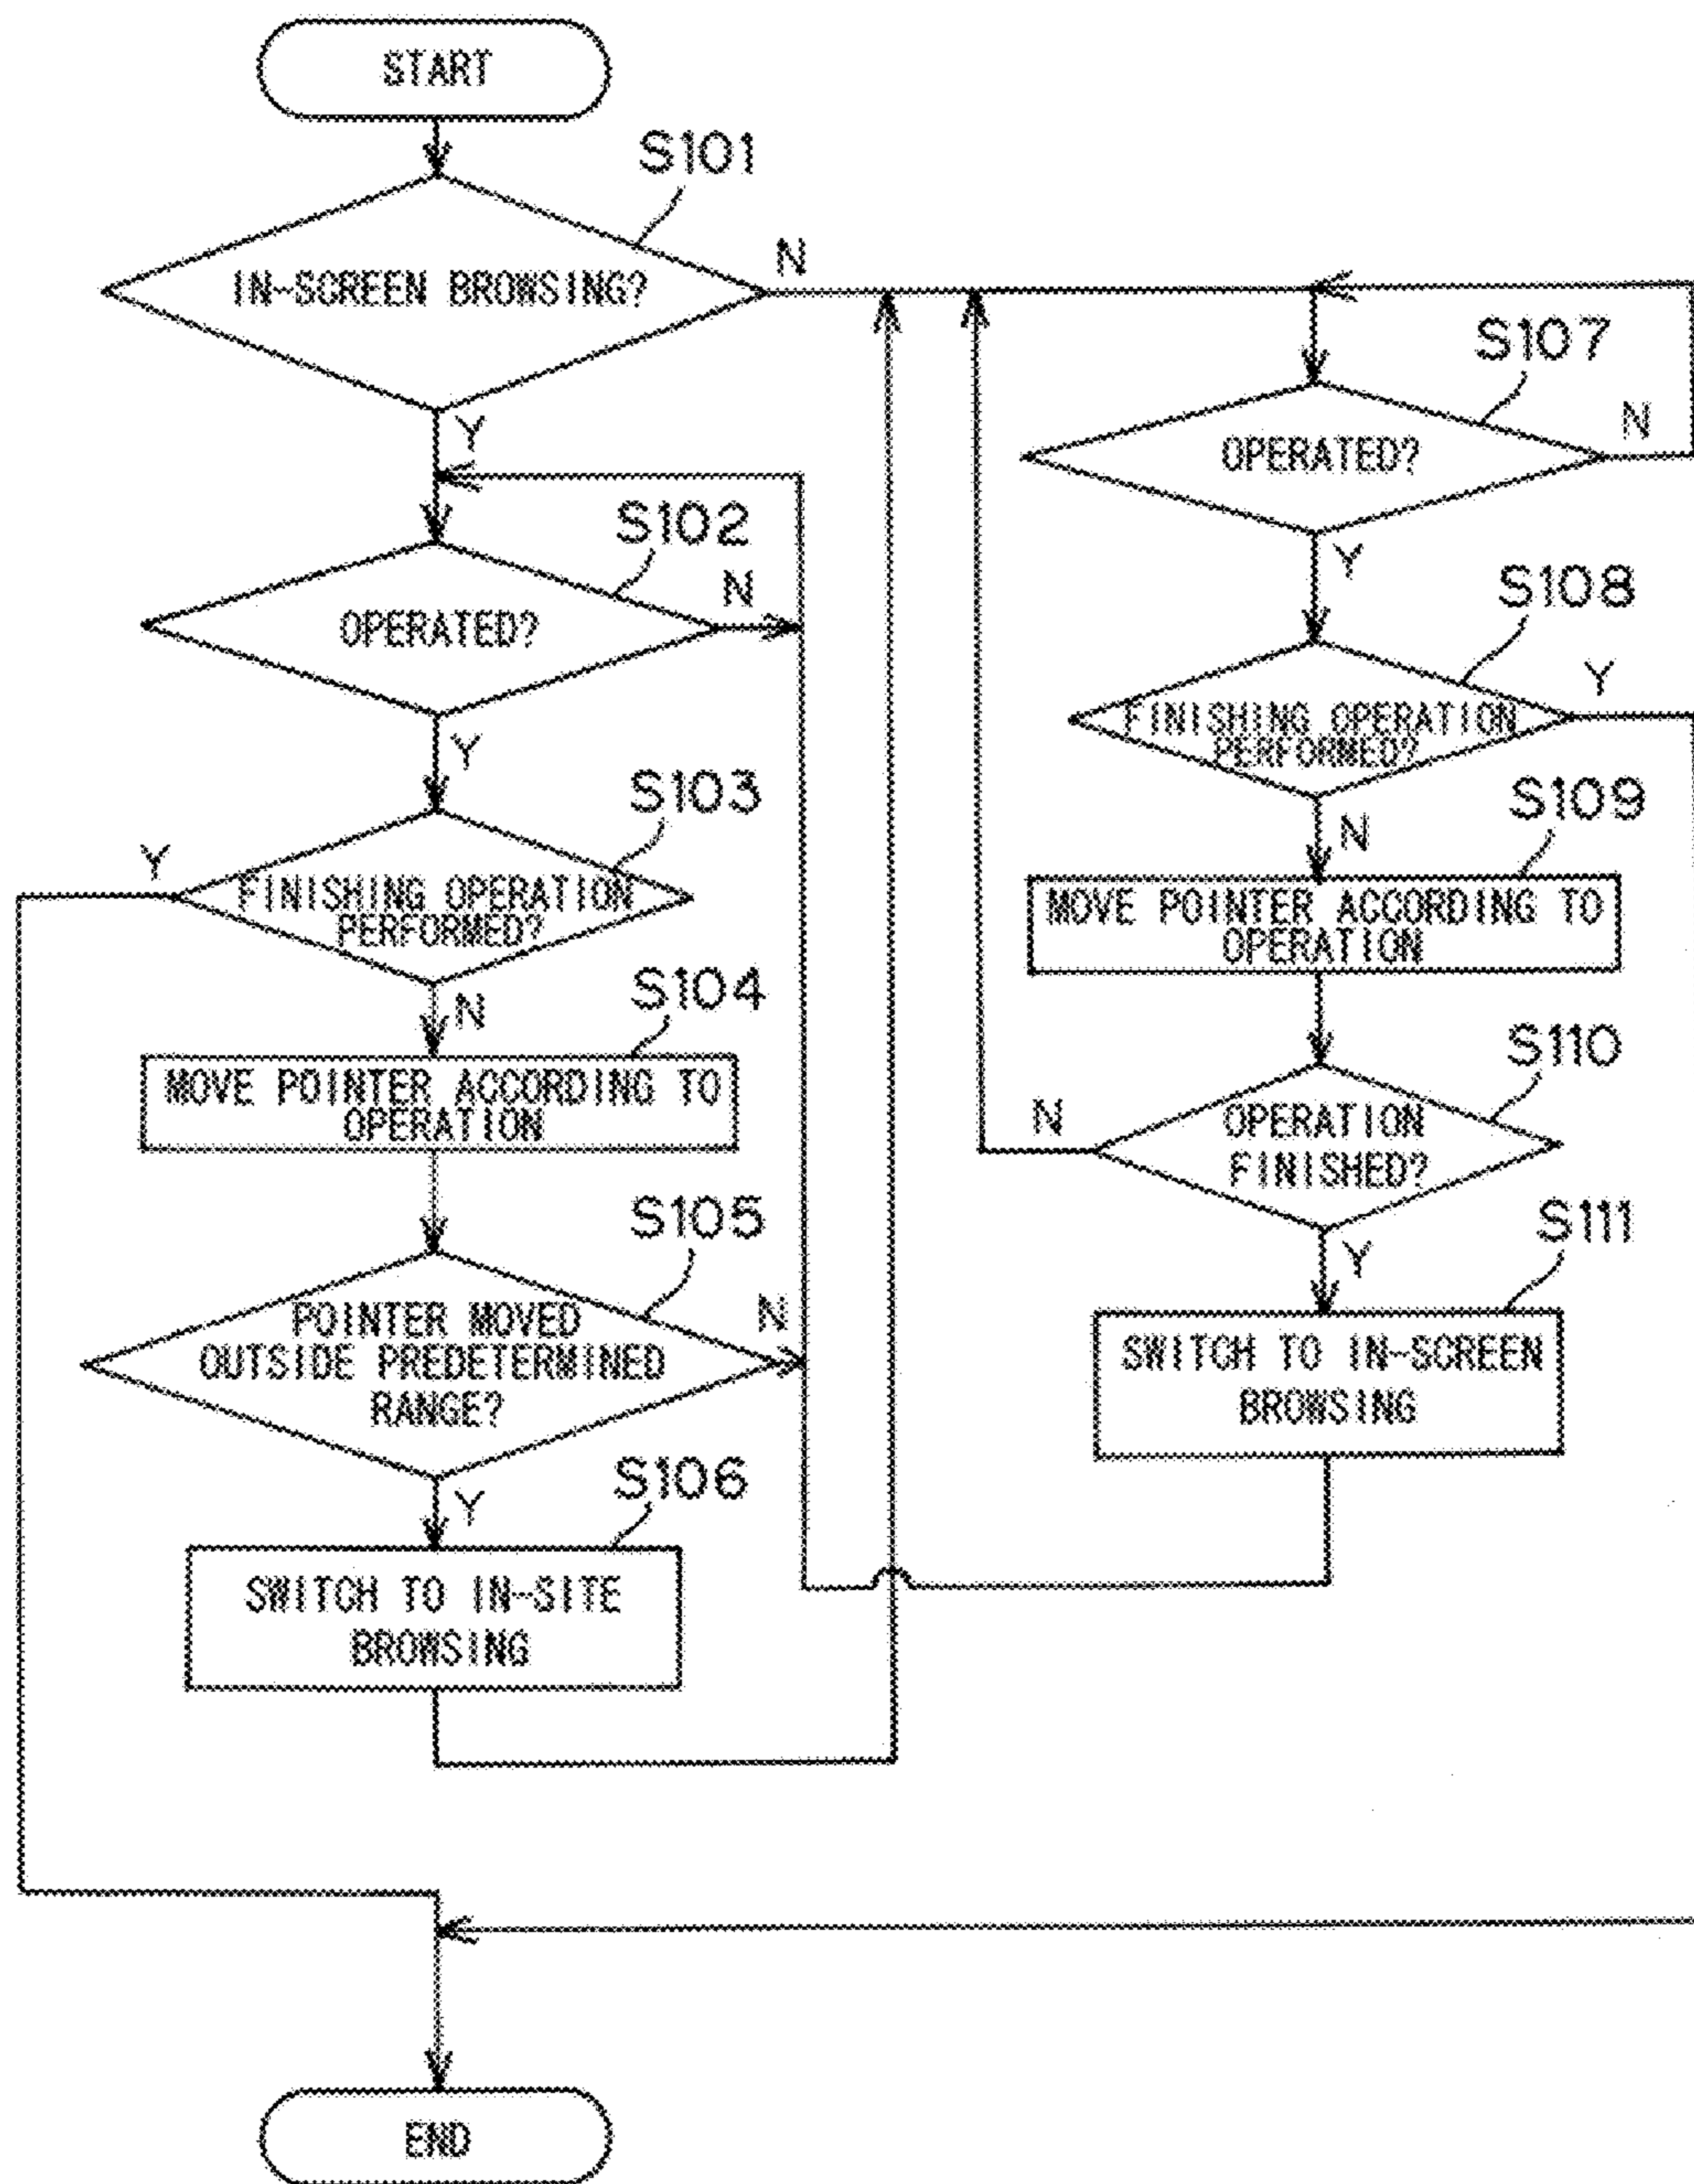 START
S101
IN-SCREEN BROWSING?
N
Y
S102
OPERATED?
N
Y
S103
FINISHING OPERATION
PERFORMED?
Y
N
S104
MOVE POINTER ACCORDING TO
OPERATION
S105
POINTER MOVED
OUTSIDE PREDETERMINED
RANGE?
N
Y
S106
SWITCH TO IN-SITE
BROWSING
S107
OPERATED?
N
Y
S108
FINISHING OPERATION
PERFORMED?
Y
N
S109
MOVE POINTER ACCORDING TO
OPERATION
S110
OPERATION
FINISHED?
N
Y
S111
SWITCH TO IN-SCREEN
BROWSING
END